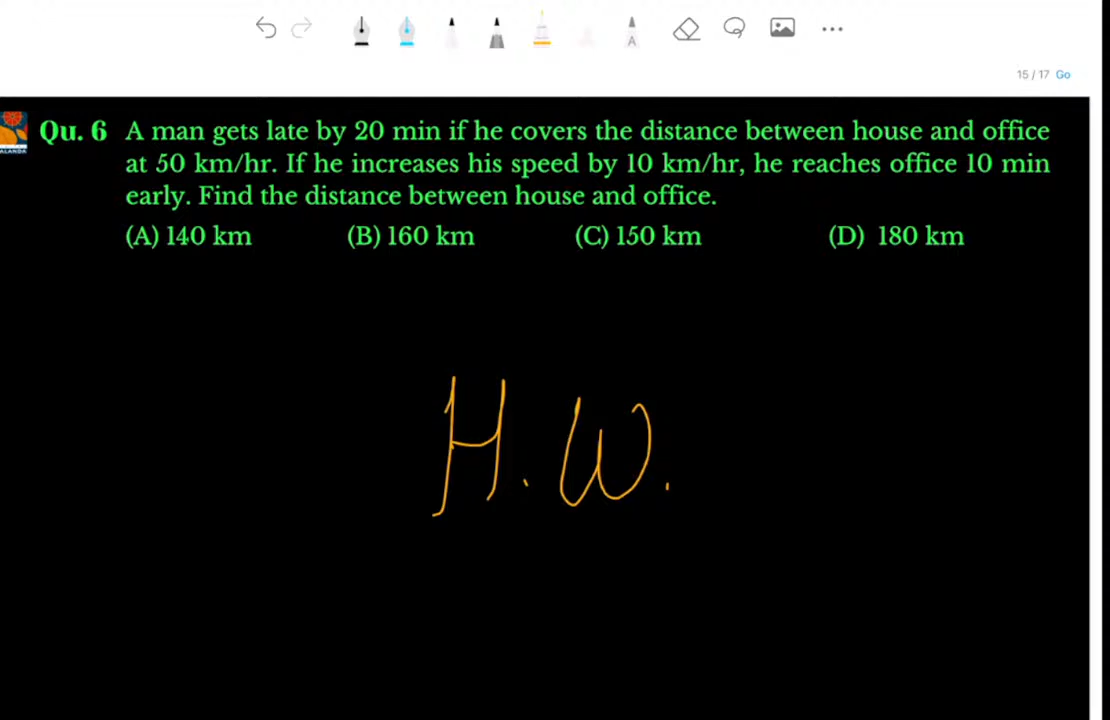 15 / 17 Go
Qu. 6 A man gets late by 20 min if he covers the distance between house and office
at 50 km/hr. If he increases his speed by 10 km/hr, he reaches office 10 min
early. Find the distance between house and office.
(A) 140 km (B) 160 km (C) 150 km (D) 180 km
H.W.